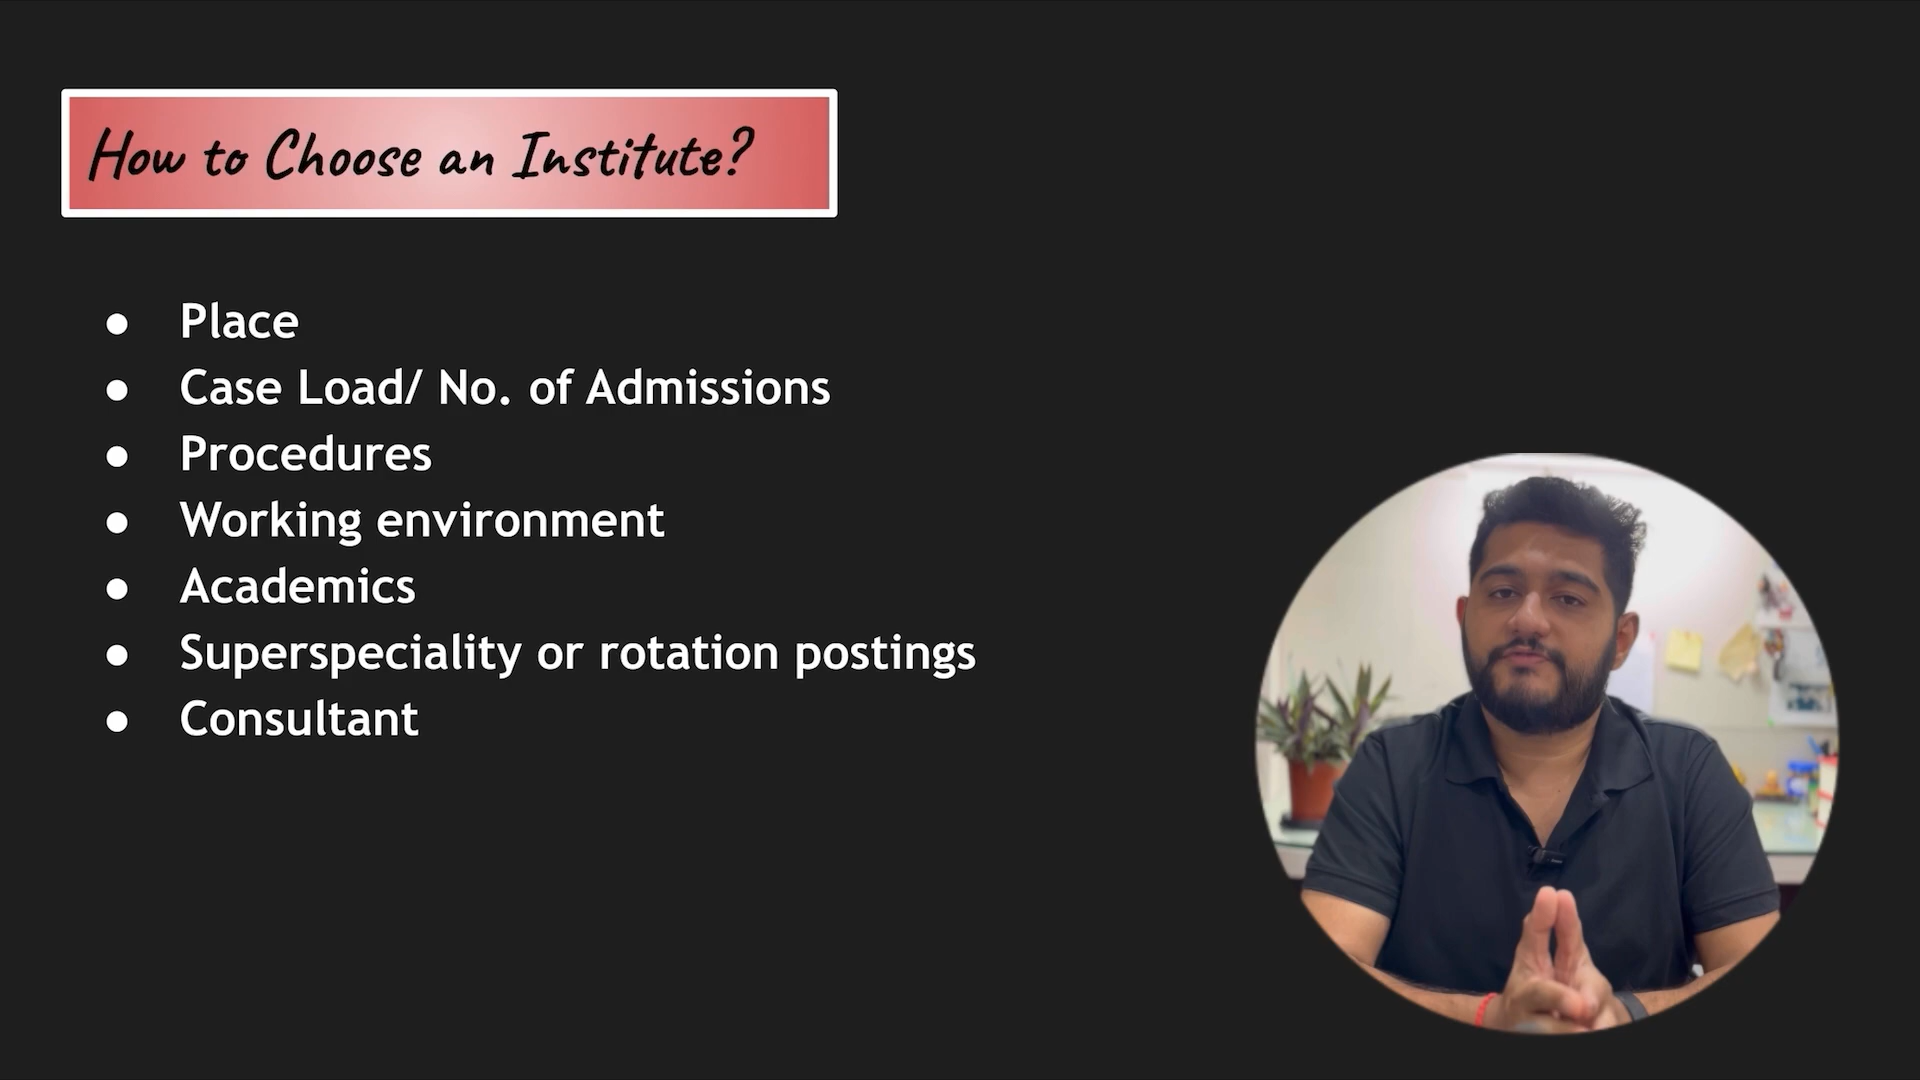 How to Choose an Institute?
● Place
● Case Load/ No. of Admissions
● Procedures
● Working environment
● Academics
● Superspeciality or rotation postings
● Consultant